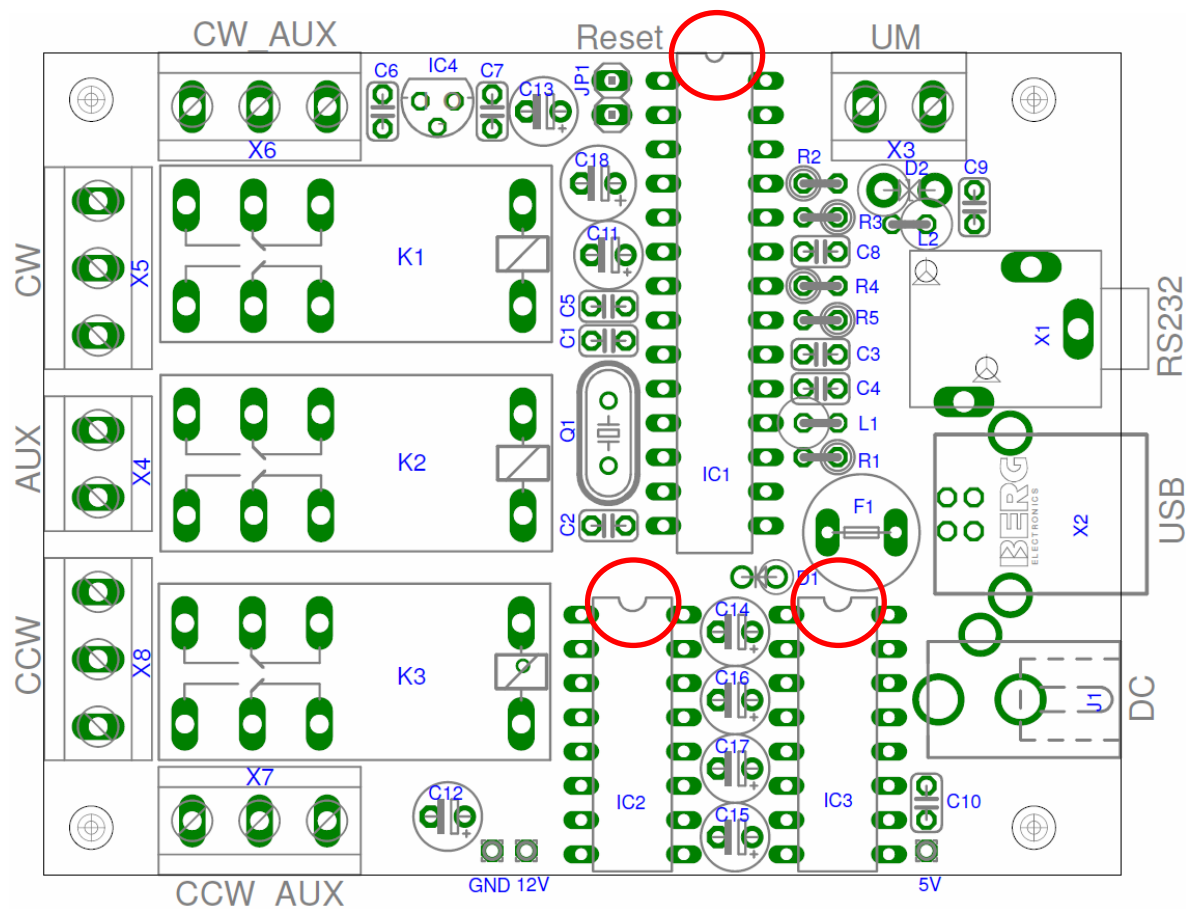 CW_AUX
Reset
UM
C6
IC4
C7
C13
JP1
X6
X3
R2
D2
C9
C18
R3
L2
C11
C8
CW
X5
K1
R4
C5
R5
X1
RS232
C1
C3
C4
Q1
L1
AUX
X4
K2
R1
IC1
F1
BERG
ELECTRONICS
X2
USB
C2
D1
C14
CCW
X8
K3
C16
J1
DC
C17
X7
C12
IC2
C15
IC3
C10
GND 12V
5V
CCW_AUX